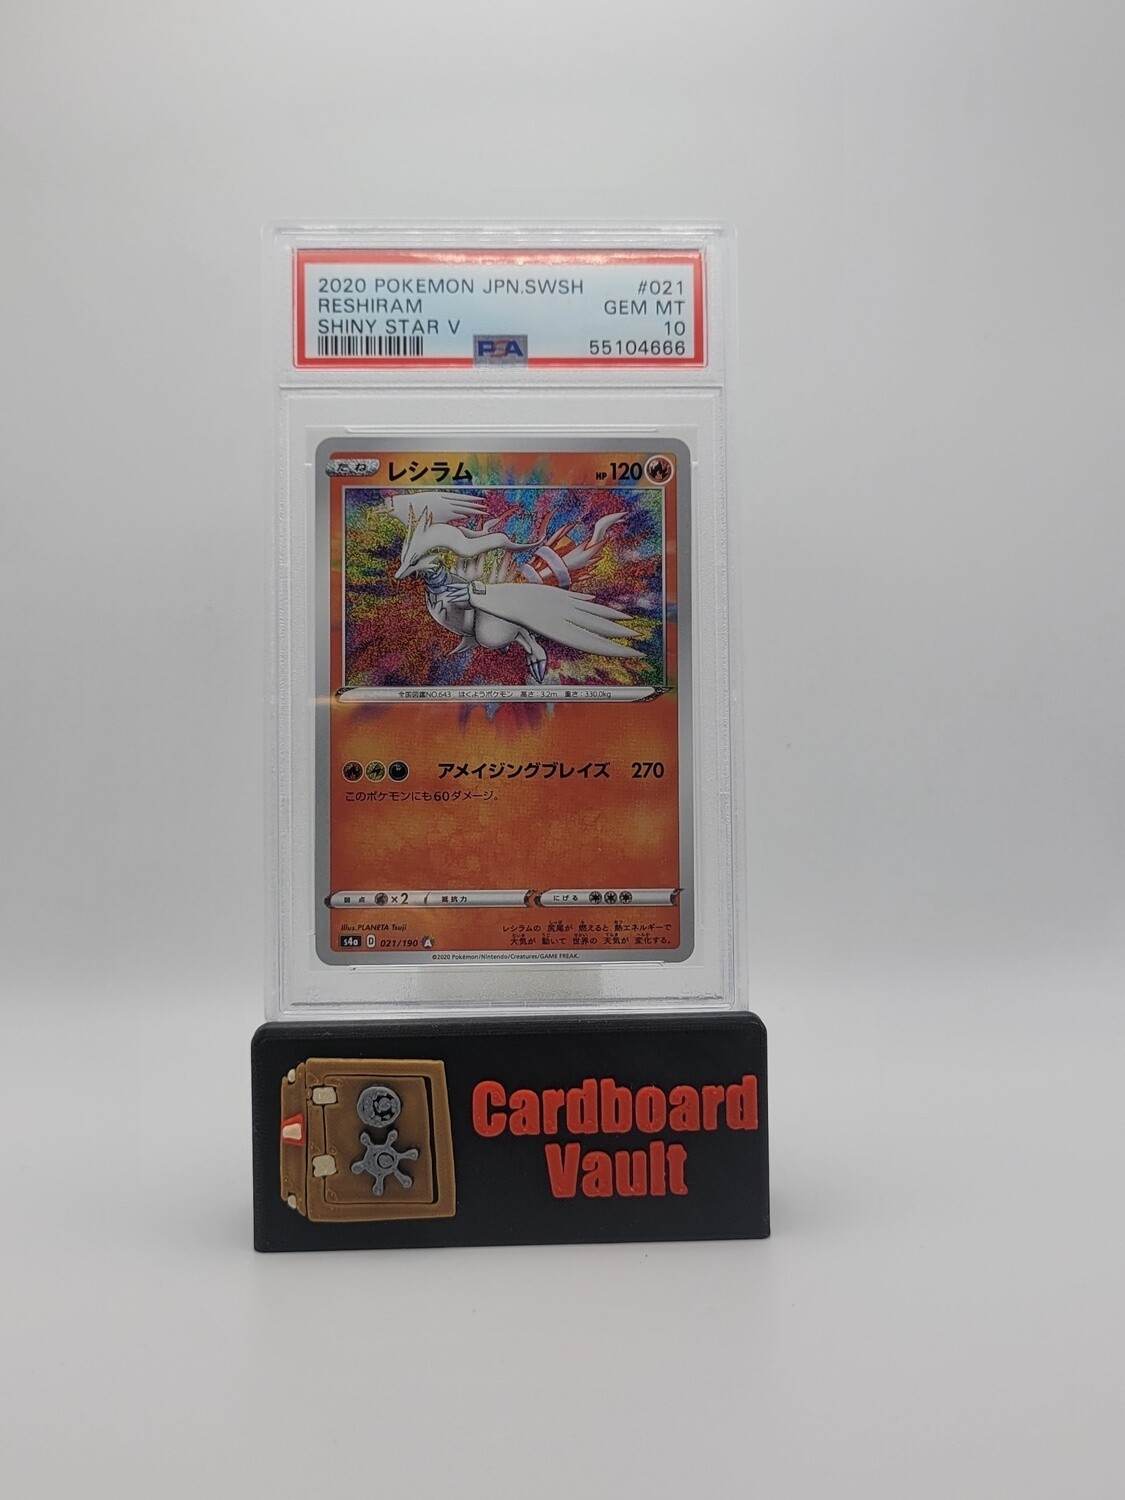 2020 POKEMON JPN.SWSH #021
RESHIRAM GEM MT
SHINY STAR V 10
PSA 55104666
たね レシラム HP 120
全国図鑑NO.643 はくようポケモン 高さ:3.2m 重さ:330.0kg
アメイジングブレイズ 270
このポケモンにも60ダメージ。
弱点 ×2 抵抗力 にげる
Illus.PLANETA Tsuji
レシラムの 尻尾が 燃えると 熱エネルギーで
大気が 動いて 世界の 天気が 変化する。
s4a D 021/190 A
©2020 Pokémon/Nintendo/Creatures/GAME FREAK.
Cardboard
Vault